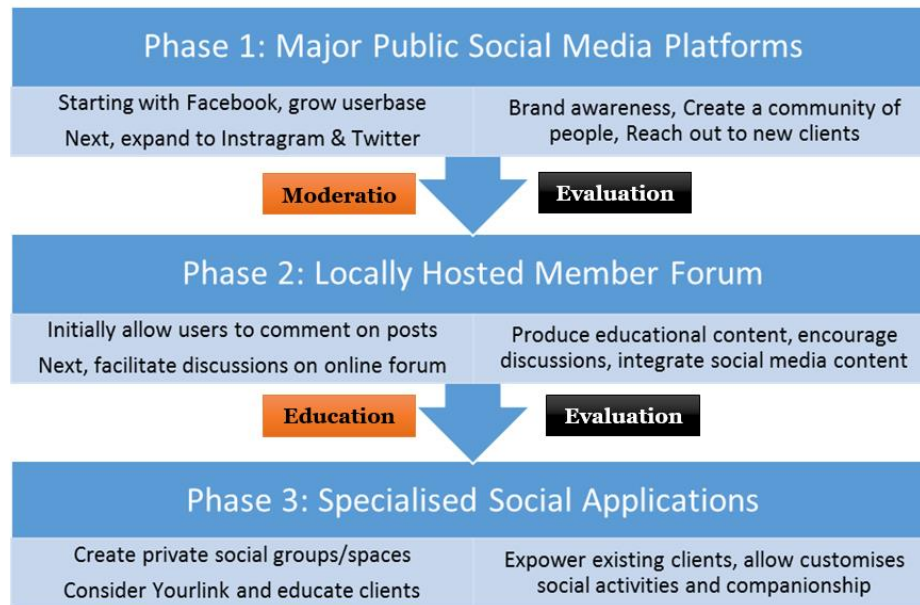 Phase 1: Major Public Social Media Platforms
Starting with Facebook, grow userbase
Next, expand to Instragram & Twitter
Brand awareness, Create a community of
people, Reach out to new clients
Moderatio
Evaluation
Phase 2: Locally Hosted Member Forum
Initially allow users to comment on posts
Next, facilitate discussions on online forum
Produce educational content, encourage
discussions, integrate social media content
Education
Evaluation
Phase 3: Specialised Social Applications
Create private social groups/spaces
Consider Yourlink and educate clients
Expower existing clients, allow customises
social activities and companionship